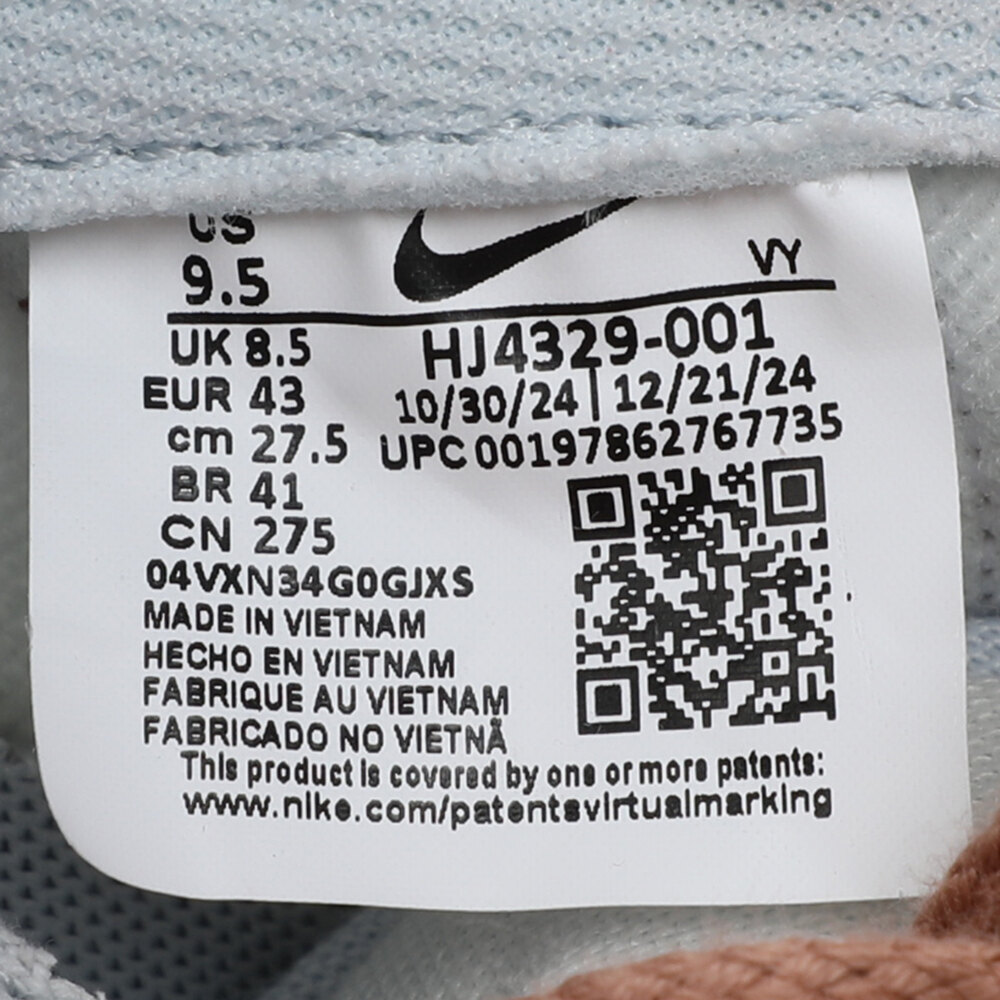 US
9.5
VY
UK 8.5
HJ4329-001
EUR 43
10/30/24 | 12/21/24
cm 27.5
UPC 00197862767735
BR 41
CN 275
04VXN34G0GJXS
MADE IN VIETNAM
HECHO EN VIETNAM
FABRIQUE AU VIETNAM
FABRICADO NO VIETNÃ
This product is covered by one or more patents:
www.nike.com/patentsvirtualmarking